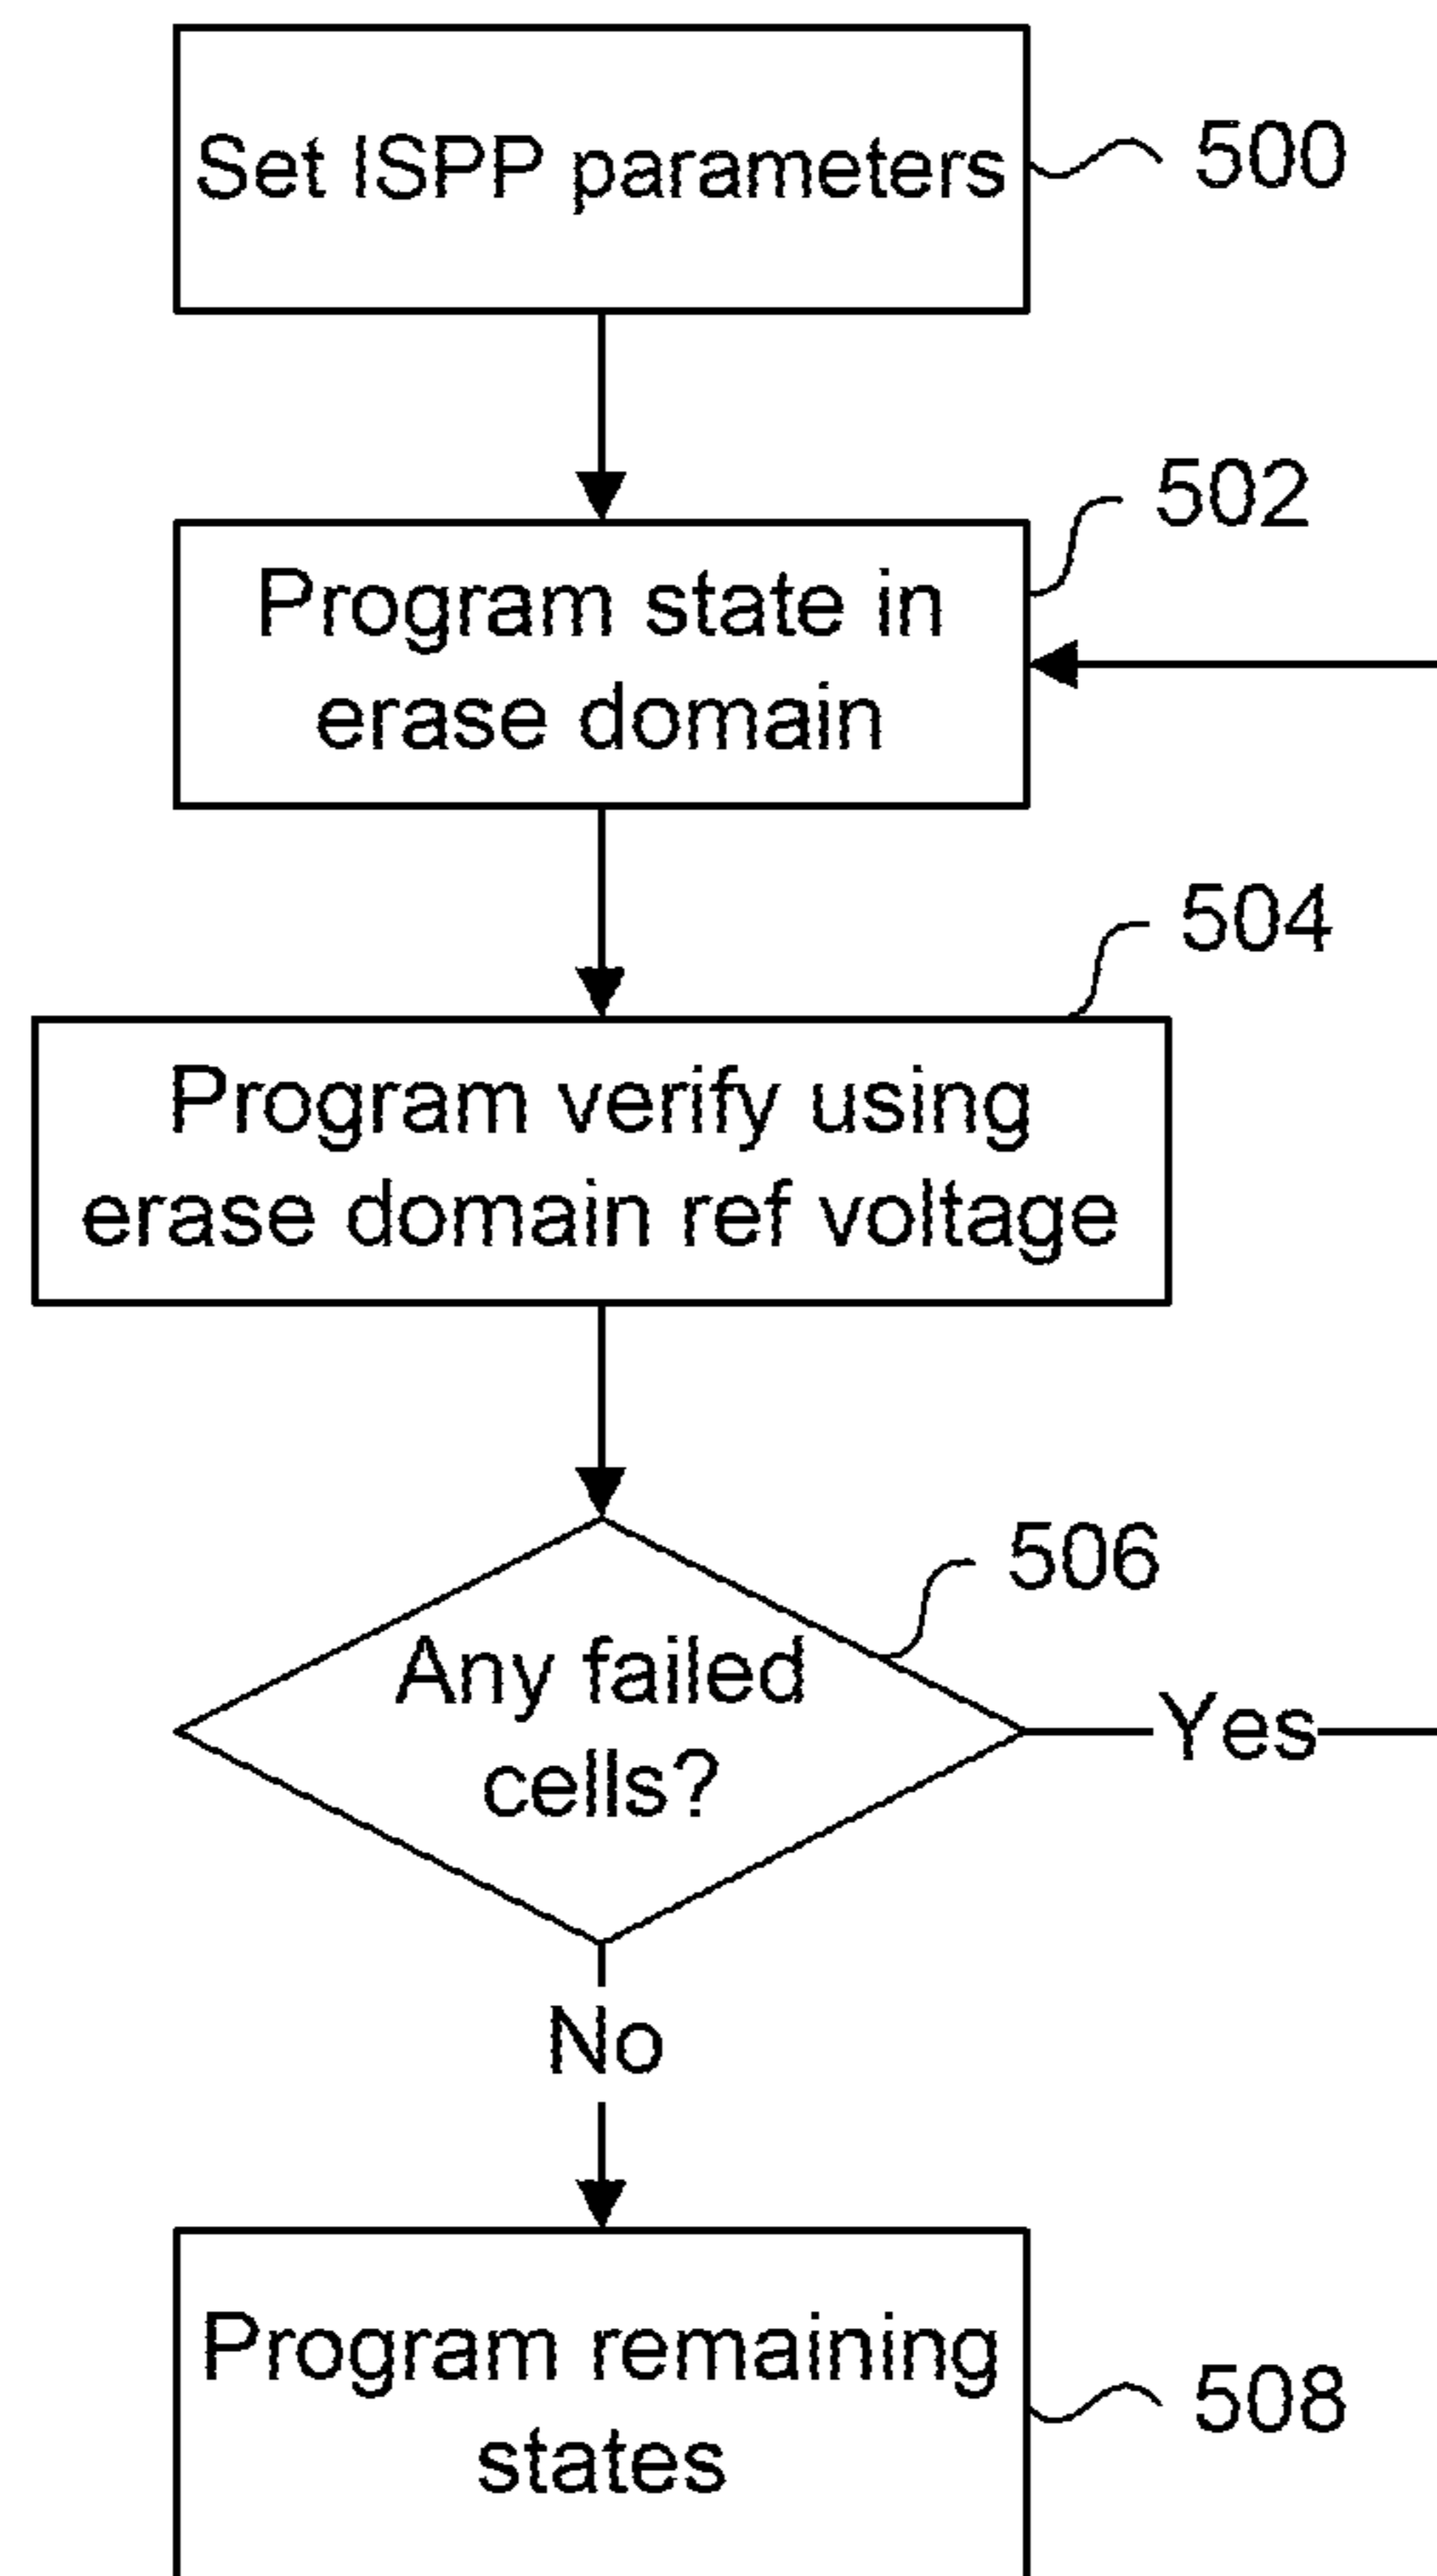 Set ISPP parameters
500
502
Program state in
erase domain
504
Program verify using
erase domain ref voltage
506
Any failed
cells?
Yes
No
Program remaining
states
508